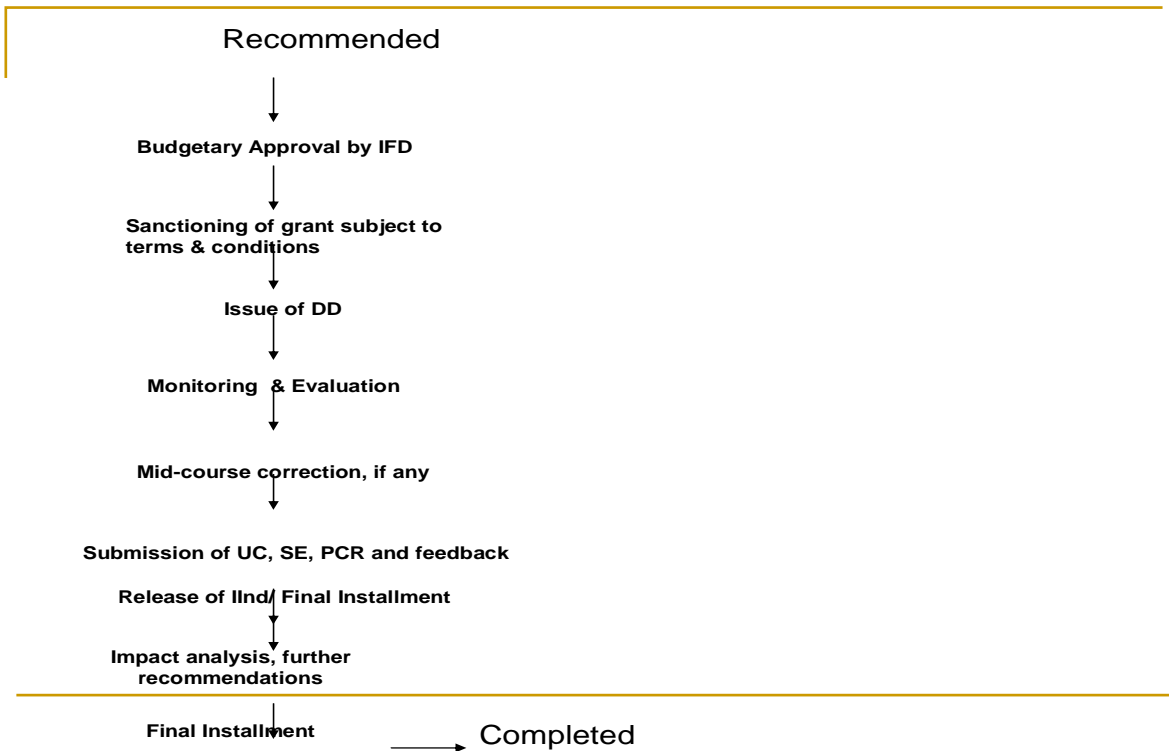 Recommended
Budgetary Approval by IFD
Sanctioning of grant subject to
terms & conditions
Issue of DD
Monitoring & Evaluation
Mid-course correction, if any
Submission of UC, SE, PCR and feedback
Release of IInd/ Final Installment
Impact analysis, further
recommendations
Final Installment
Completed